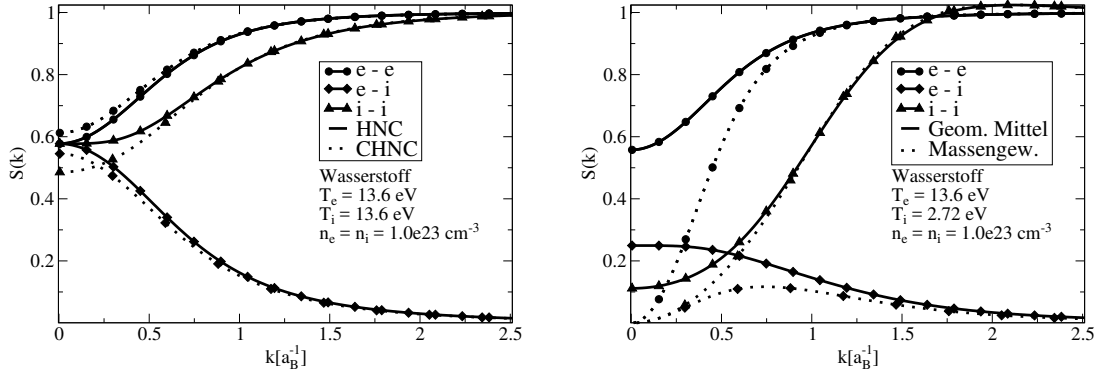 1
0.8
0.6
0.4
0.2
0
0.5
1
1.5
2
2.5
S(k)
k[a_B^{-1}]
e - e
e - i
i - i
HNC
CHNC
Wasserstoff
T_e = 13.6 eV
T_i = 13.6 eV
n_e = n_i = 1.0e23 cm^{-3}
1
0.8
0.6
0.4
0.2
0
0.5
1
1.5
2
2.5
S(k)
k[a_B^{-1}]
e - e
e - i
i - i
Geom. Mittel
Massengew.
Wasserstoff
T_e = 13.6 eV
T_i = 2.72 eV
n_e = n_i = 1.0e23 cm^{-3}